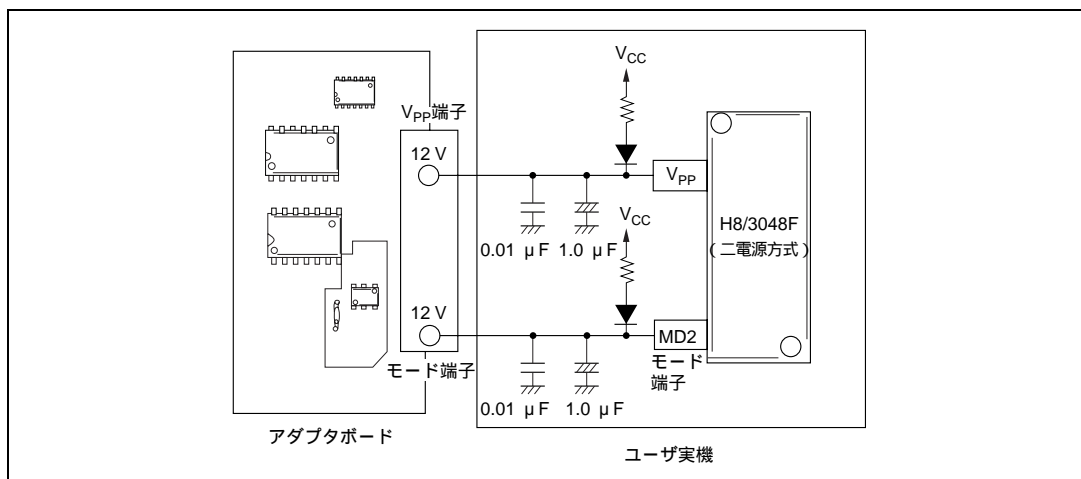 VCC
VPP端子
12 V
VPP
VCC
H8/3048F
(二電源方式)
0.01 μF 1.0 μF
12 V
MD2
モード端子
モード
端子
0.01 μF 1.0 μF
アダプタボード
ユーザ実機